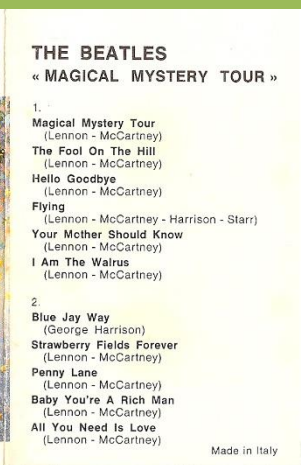 THE BEATLES
« MAGICAL MYSTERY TOUR »
1.
Magical Mystery Tour
(Lennon - McCartney)
The Fool On The Hill
(Lennon - McCartney)
Hello Goodbye
(Lennon - McCartney)
Flying
(Lennon - McCartney - Harrison - Starr)
Your Mother Should Know
(Lennon - McCartney)
I Am The Walrus
(Lennon - McCartney)
2.
Blue Jay Way
(George Harrison)
Strawberry Fields Forever
(Lennon - McCartney)
Penny Lane
(Lennon - McCartney)
Baby You're A Rich Man
(Lennon - McCartney)
All You Need Is Love
(Lennon - McCartney)
Made in Italy